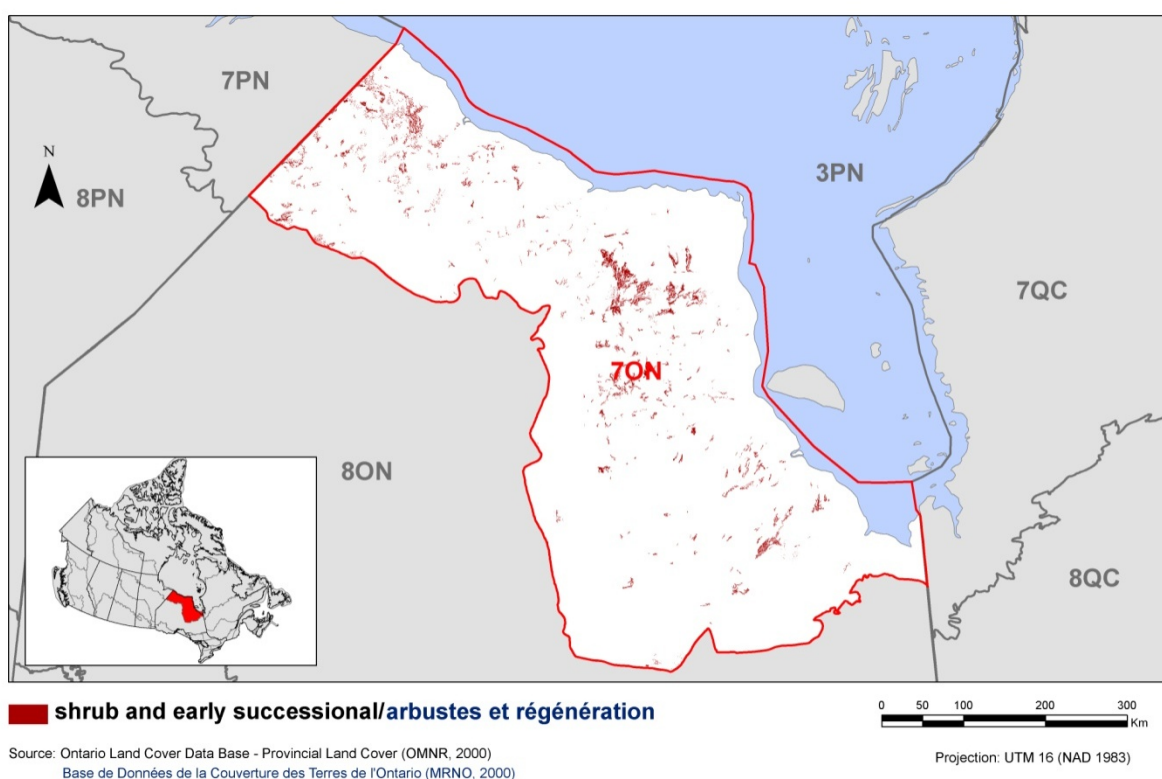 7PN
N
8PN
3PN
7QC
7ON
8ON
8QC
shrub and early successional/arbustes et régénération
0 50 100 200 300
Km
Source: Ontario Land Cover Data Base - Provincial Land Cover (OMNR, 2000)
Projection: UTM 16 (NAD 1983)
Base de Données de la Couverture des Terres de l'Ontario (MRNO, 2000)